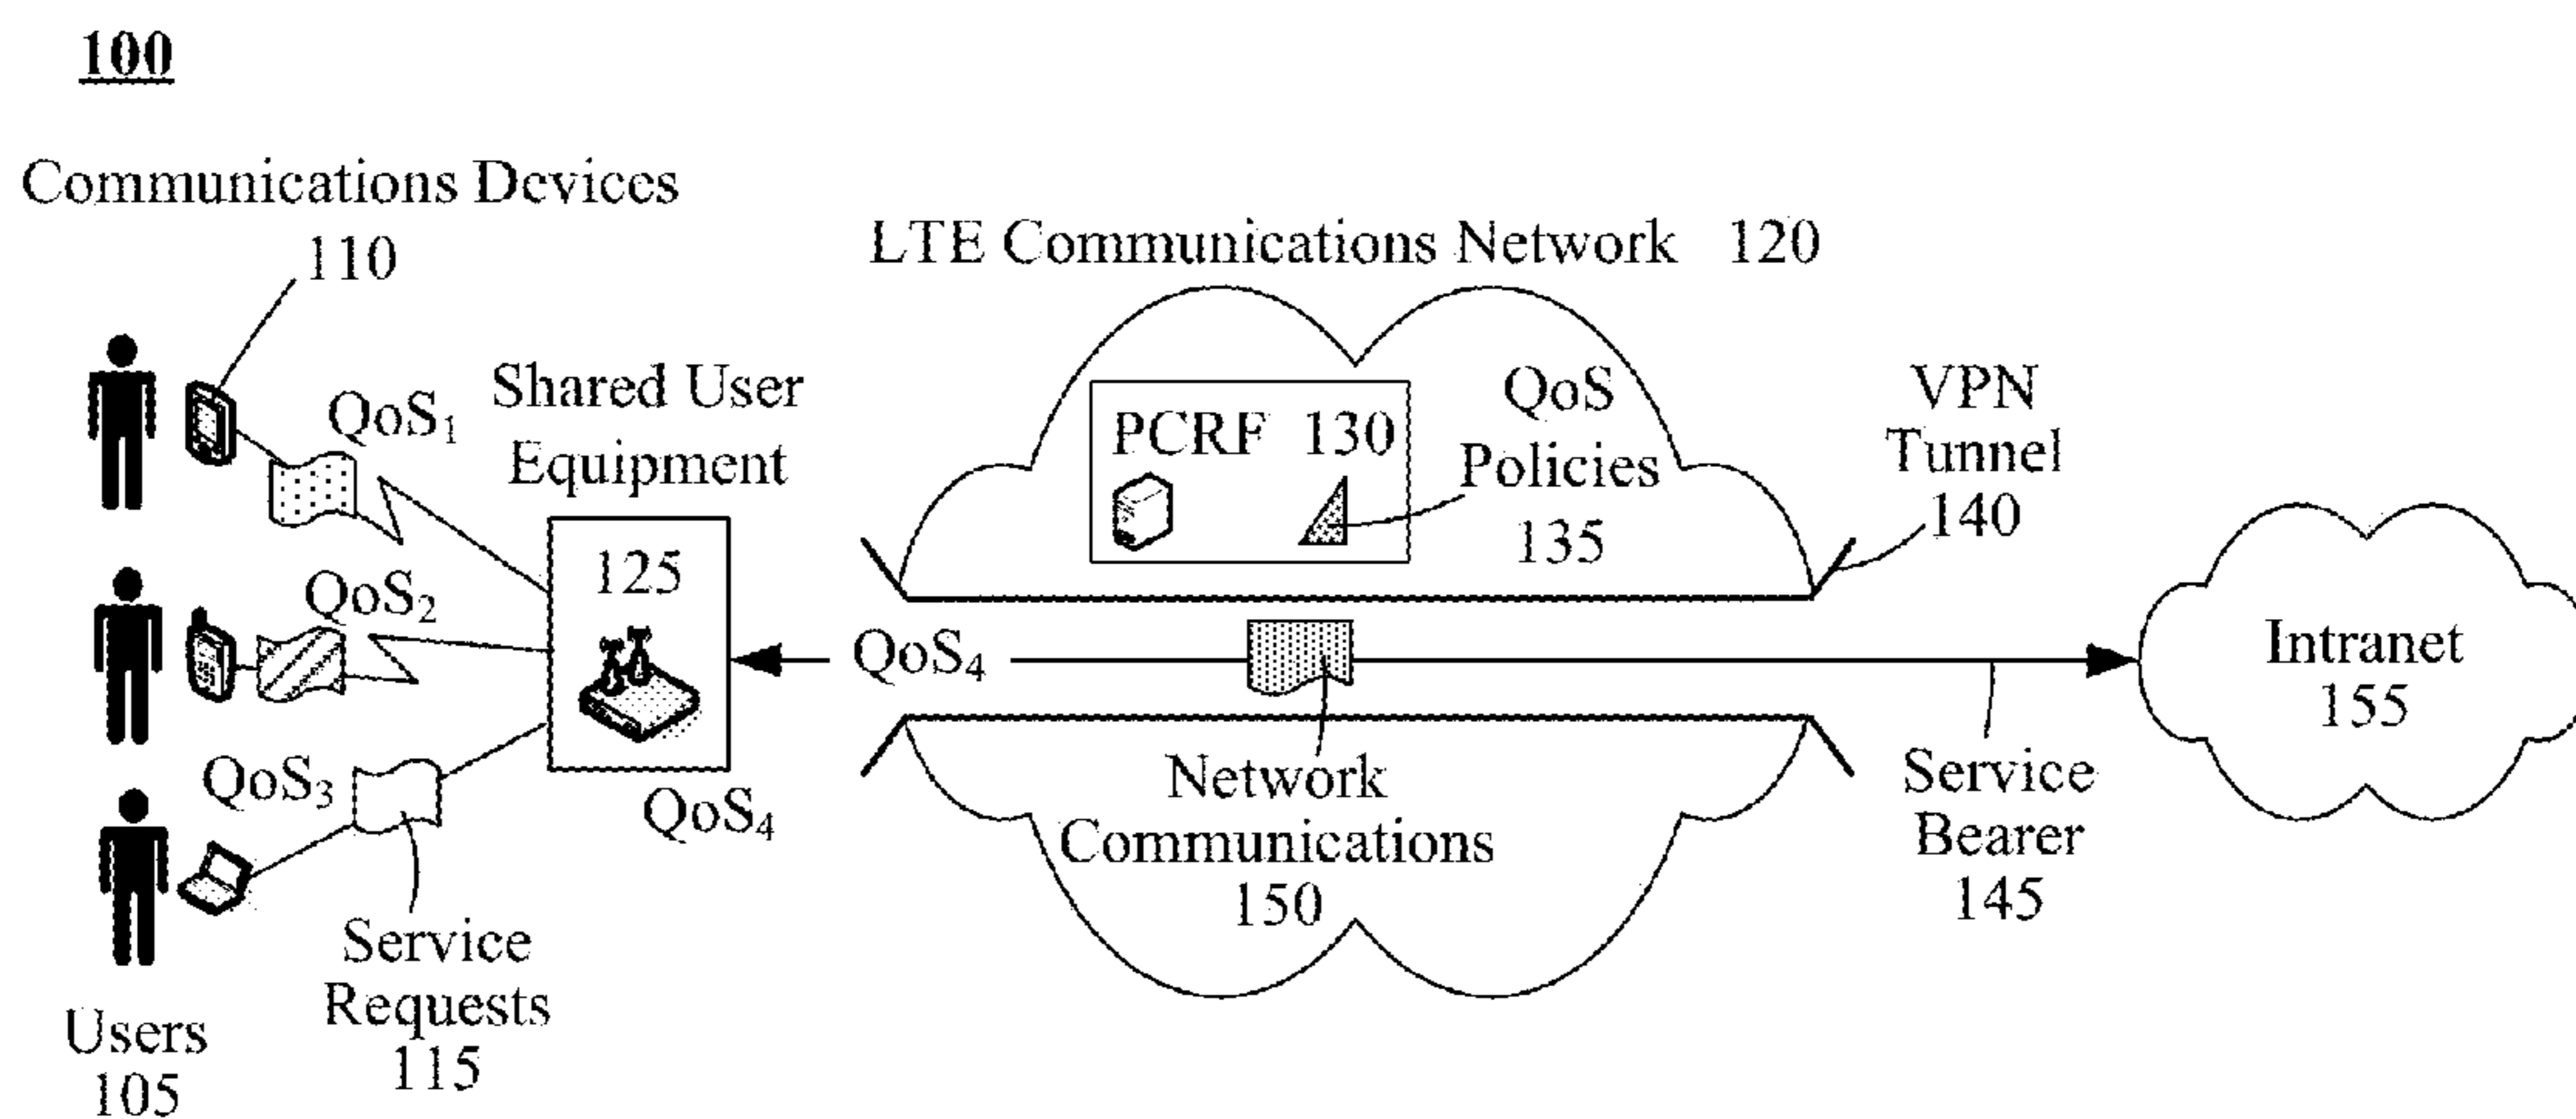 100
Communications Devices
110
LTE Communications Network 120
QoS₁
Shared User
Equipment
125
QoS₂
QoS₃
QoS₄
Service
Requests
115
Users
105
PCRF 130
QoS
Policies
135
VPN
Tunnel
140
QoS₄
Network
Communications
150
Service
Bearer
145
Intranet
155